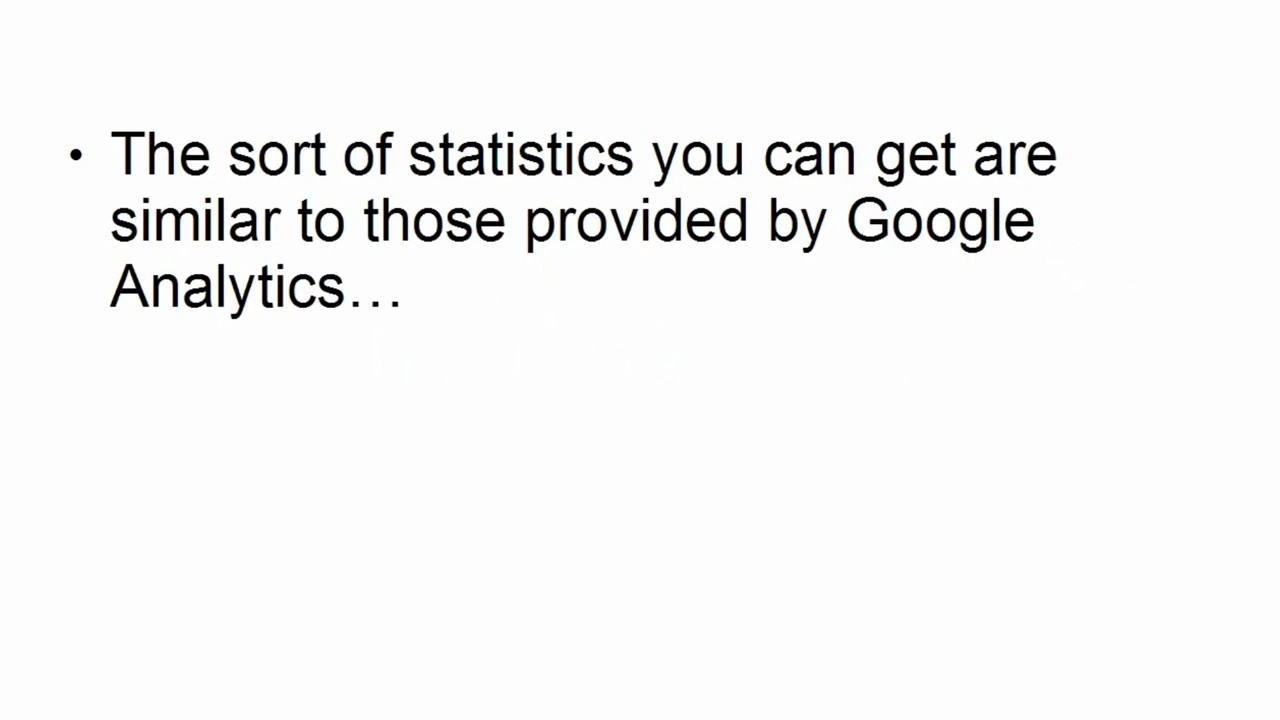 • The sort of statistics you can get are
similar to those provided by Google
Analytics…